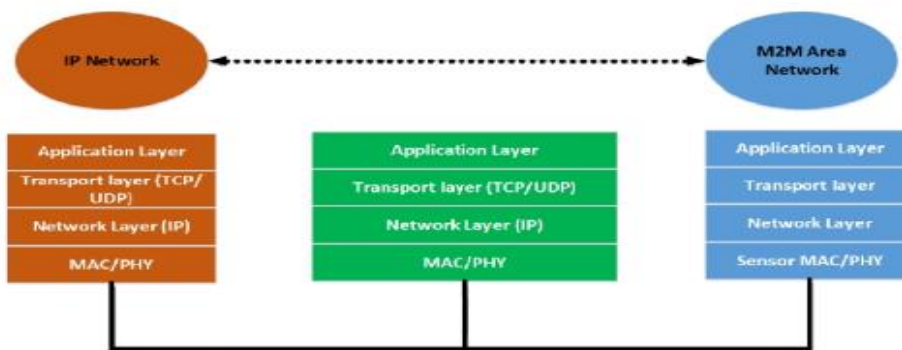 IP Network
M2M Area
Network
Application Layer
Transport layer (TCP/
UDP)
Network Layer (IP)
MAC/PHY
Application Layer
Transport layer (TCP/UDP)
Network Layer (IP)
MAC/PHY
Application Layer
Transport layer
Network Layer
Sensor MAC/PHY